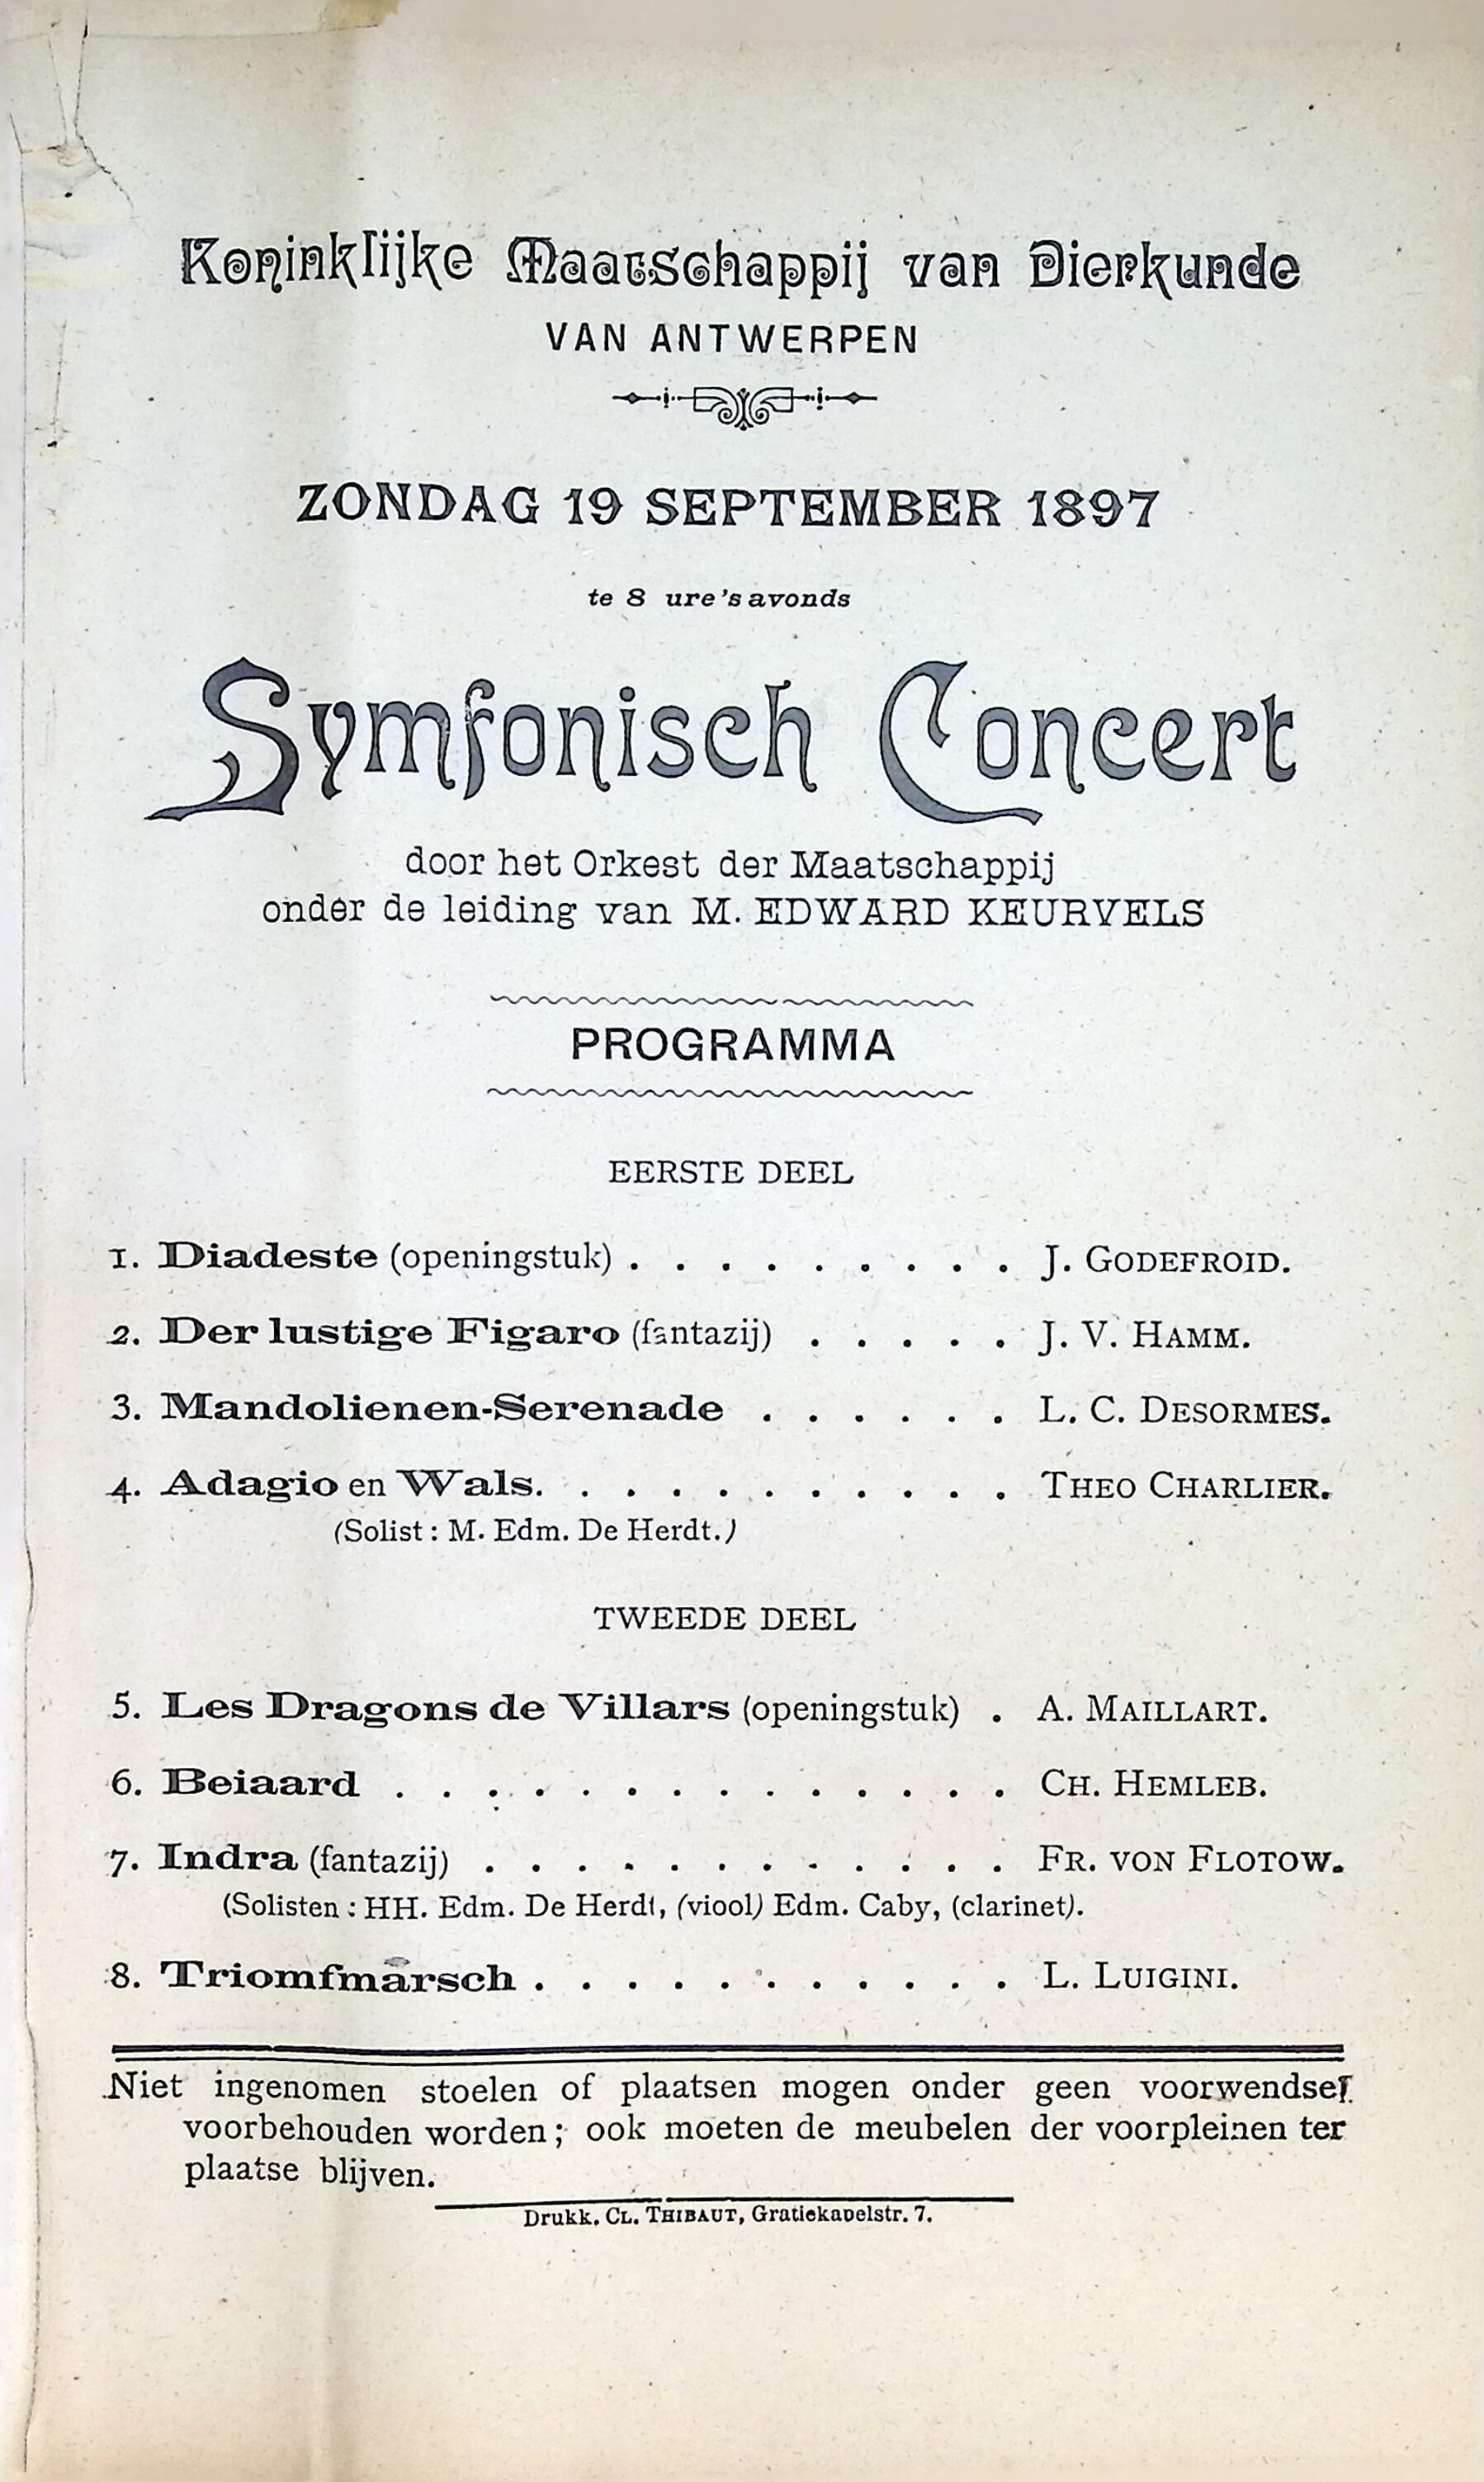 Koninklijke Maatschappij van Dierkunde
VAN ANTWERPEN
ZONDAG 19 SEPTEMBER 1897
te 8 ure 's avonds
Symfonisch Concert
door het Orkest der Maatschappij
onder de leiding van M. EDWARD KEURVELS
PROGRAMMA
EERSTE DEEL
1. Diadeste (openingstuk) . . . . . . . . . J. GODEFROID.
2. Der lustige Figaro (fantazij) . . . . . J. V. HAMM.
3. Mandolienen-Serenade . . . . . . L. C. DESORMES.
4. Adagio en Wals. . . . . . . . . . . THEO CHARLIER.
(Solist : M. Edm. De Herdt.)
TWEEDE DEEL
5. Les Dragons de Villars (openingstuk) . A. MAILLART.
6. Beiaard . . . . . . . . . . . . . . CH. HEMLEB.
7. Indra (fantazij) . . . . . . . . . . . . FR. VON FLOTOW.
(Solisten : HH. Edm. De Herdt, (viool) Edm. Caby, (clarinet).
8. Triomfmarsch . . . . . . . . . . . L. LUIGINI.
Niet ingenomen stoelen of plaatsen mogen onder geen voorwendsel
voorbehouden worden ; ook moeten de meubelen der voorpleinen ter
plaatse blijven.
Drukk. CL. THIBAUT, Gratiekapelstr. 7.